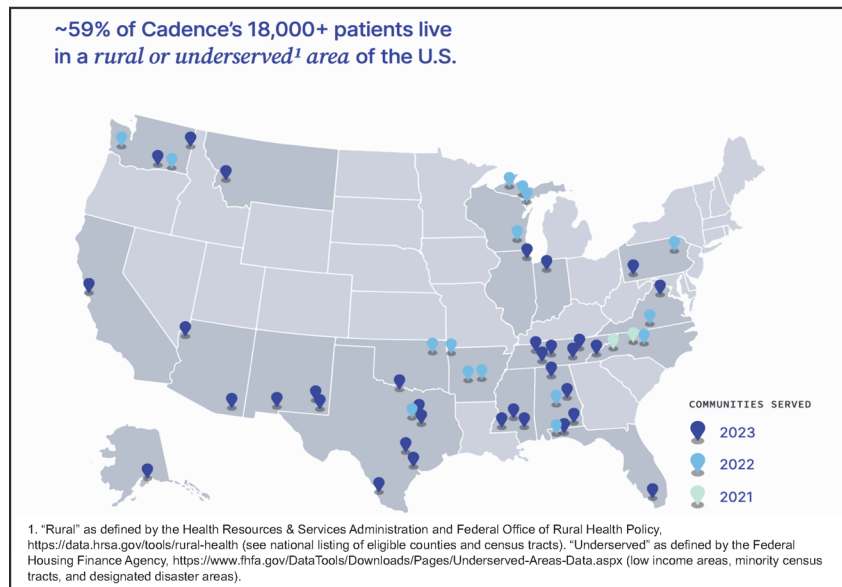 ~59% of Cadence's 18,000+ patients live
in a rural or underserved¹ area of the U.S.
COMMUNITIES SERVED
2023
2022
2021
1. “Rural” as defined by the Health Resources & Services Administration and Federal Office of Rural Health Policy,
https://data.hrsa.gov/tools/rural-health (see national listing of eligible counties and census tracts). “Underserved” as defined by the Federal
Housing Finance Agency, https://www.fhfa.gov/DataTools/Downloads/Pages/Underserved-Areas-Data.aspx (low income areas, minority census
tracts, and designated disaster areas).